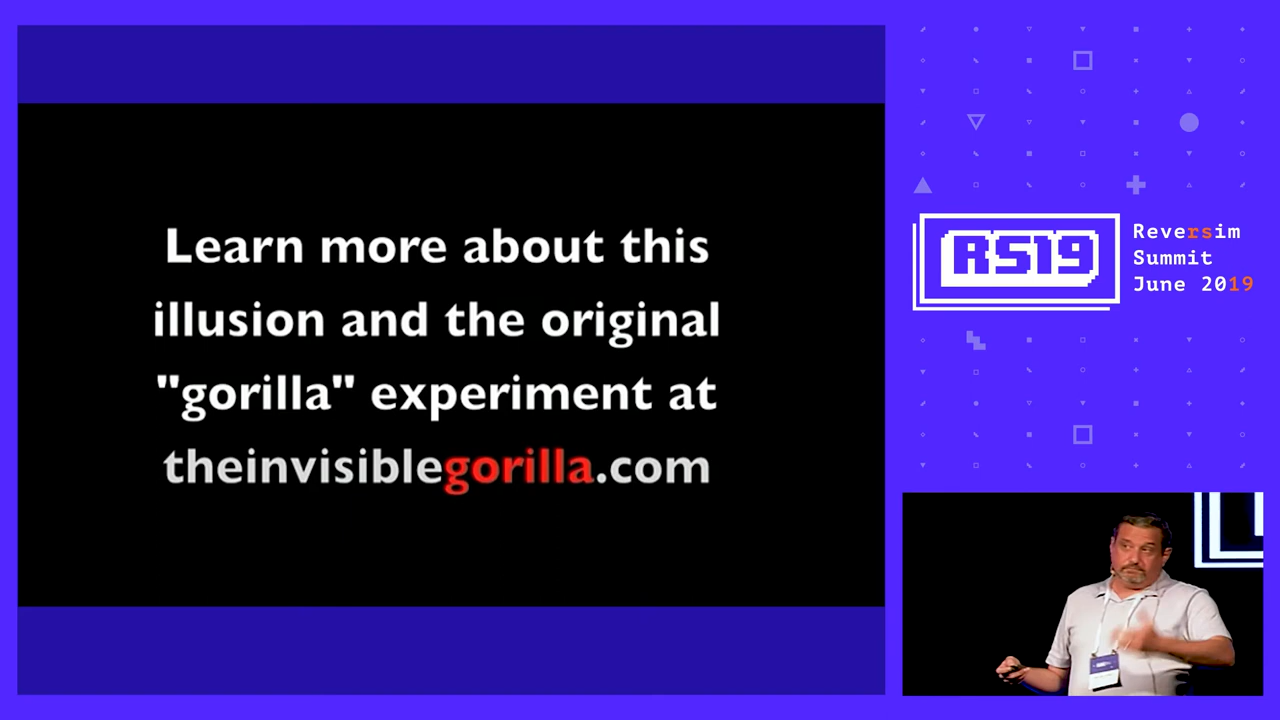 Learn more about this
illusion and the original
"gorilla" experiment at
theinvisiblegorilla.com
RS19
Reversim
Summit
June 2019